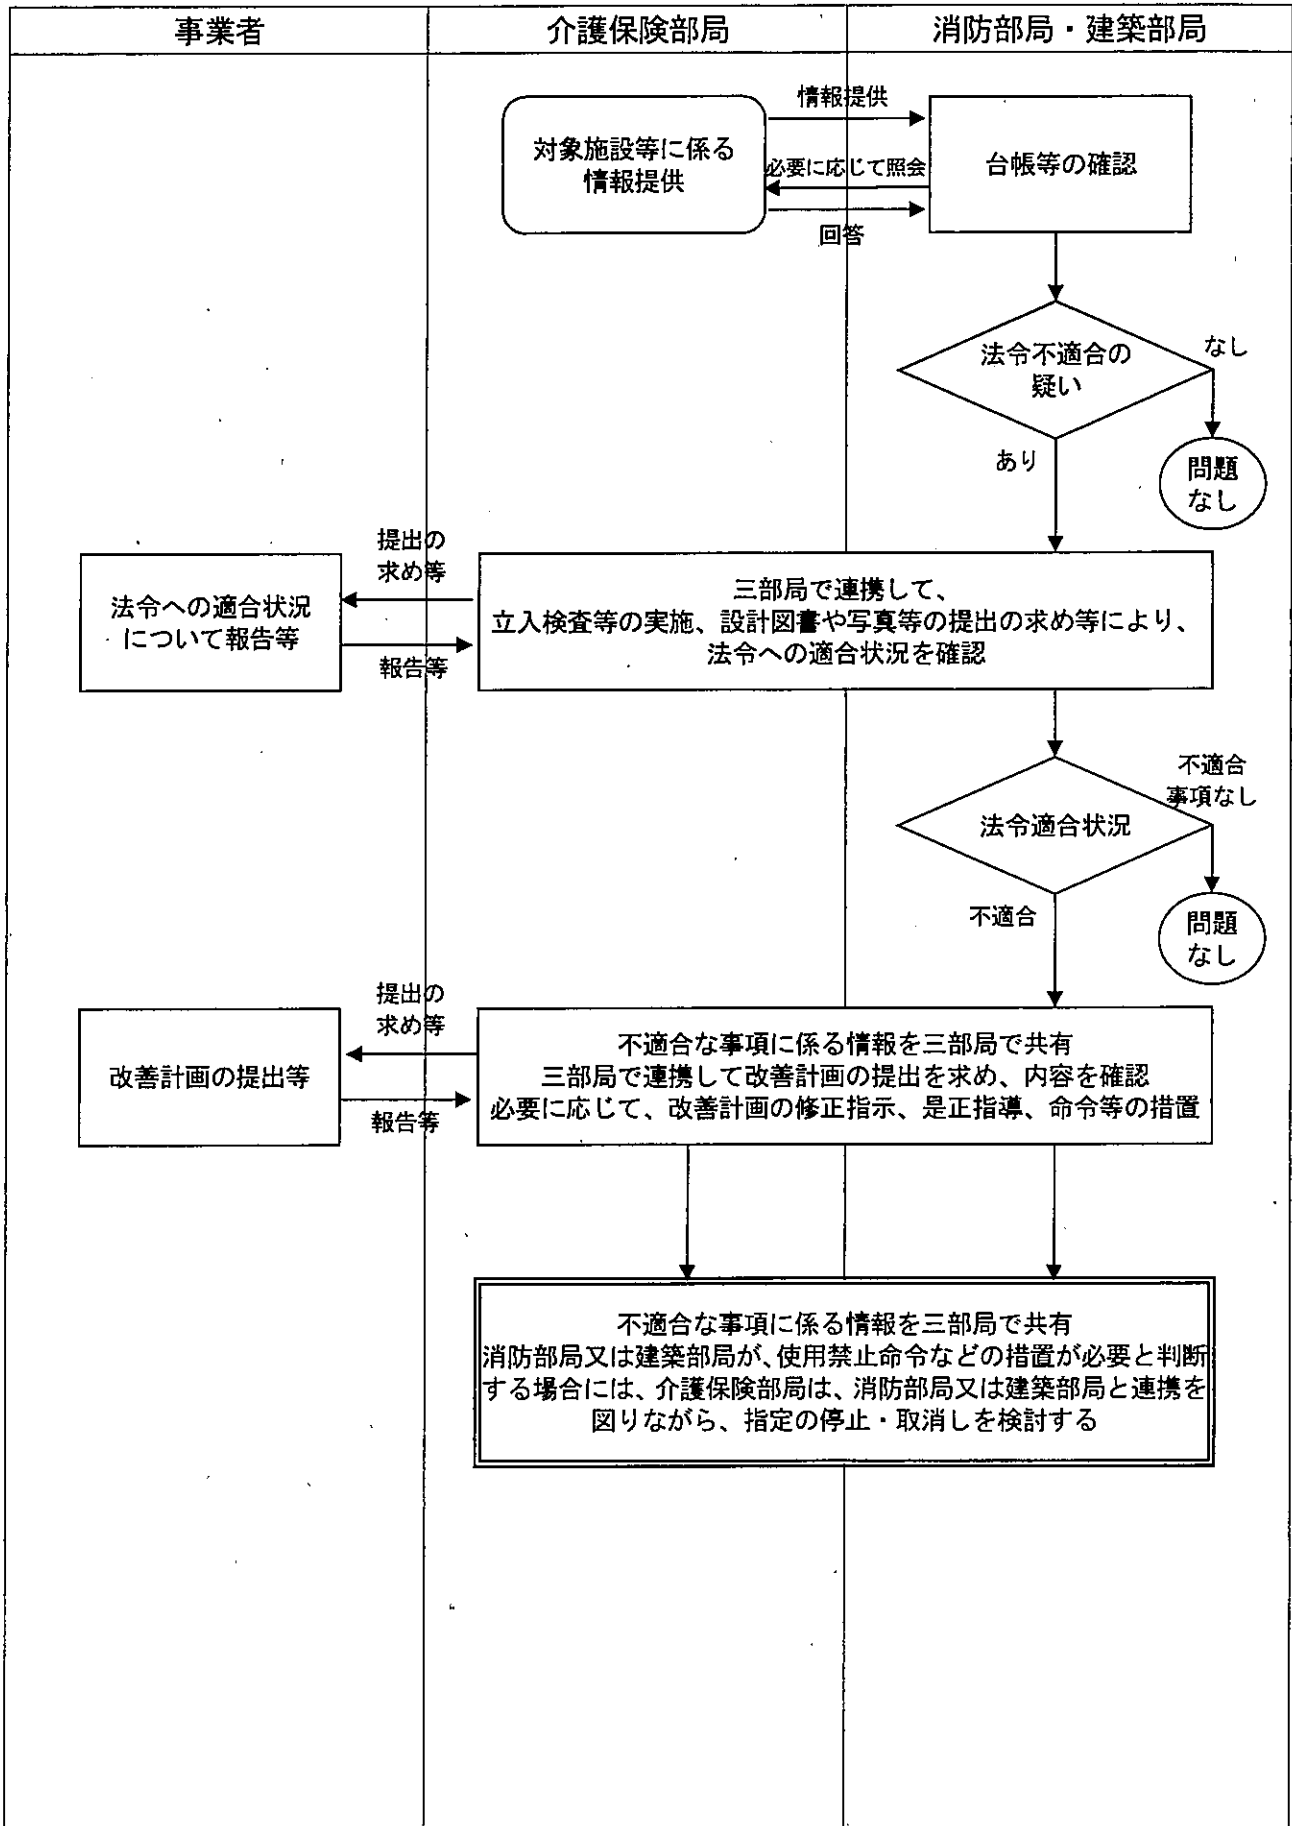 事業者
介護保険部局
消防部局・建築部局
情報提供
対象施設等に係る
情報提供
必要に応じて照会
台帳等の確認
回答
法令不適合の
疑い
なし
あり
問題
なし
提出の
求め等
法令への適合状況
について報告等
報告等
三部局で連携して、
立入検査等の実施、設計図書や写真等の提出の求め等により、
法令への適合状況を確認
不適合
事項なし
法令適合状況
不適合
問題
なし
提出の
求め等
改善計画の提出等
報告等
不適合な事項に係る情報を三部局で共有
三部局で連携して改善計画の提出を求め、内容を確認
必要に応じて、改善計画の修正指示、是正指導、命令等の措置
不適合な事項に係る情報を三部局で共有
消防部局又は建築部局が、使用禁止命令などの措置が必要と判断
する場合には、介護保険部局は、消防部局又は建築部局と連携を
図りながら、指定の停止・取消しを検討する